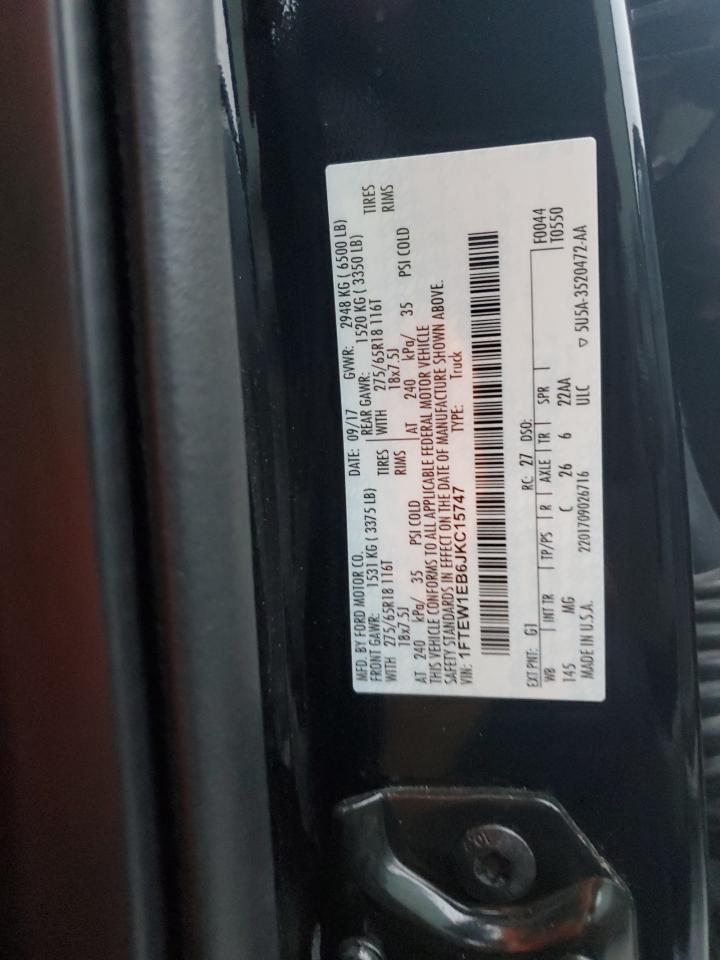 MFD. BY FORD MOTOR CO. DATE: 09/17 GVWR: 2948 KG ( 6500 LB)
FRONT GAWR: 1531 KG ( 3375 LB) REAR GAWR: 1520 KG ( 3350 LB)
WITH 275/65R18 116T TIRES WITH 275/65R18 116T TIRES
18x7.5J RIMS 18x7.5J RIMS
AT 240 kPa/ 35 PSI COLD AT 240 kPa/ 35 PSI COLD
THIS VEHICLE CONFORMS TO ALL APPLICABLE FEDERAL MOTOR VEHICLE
SAFETY STANDARDS IN EFFECT ON THE DATE OF MANUFACTURE SHOWN ABOVE.
VIN: 1FTEW1EB6JKC15747 TYPE: Truck
F0044
EXT PNT: G1 RC: 27 DSO: T0550
WB INT TR TP/PS R AXLE TR SPR
145 MG C 26 6 22AA
MADE IN U.S.A. 2201709026716 ULC ▽ 5U5A-3520472-AA